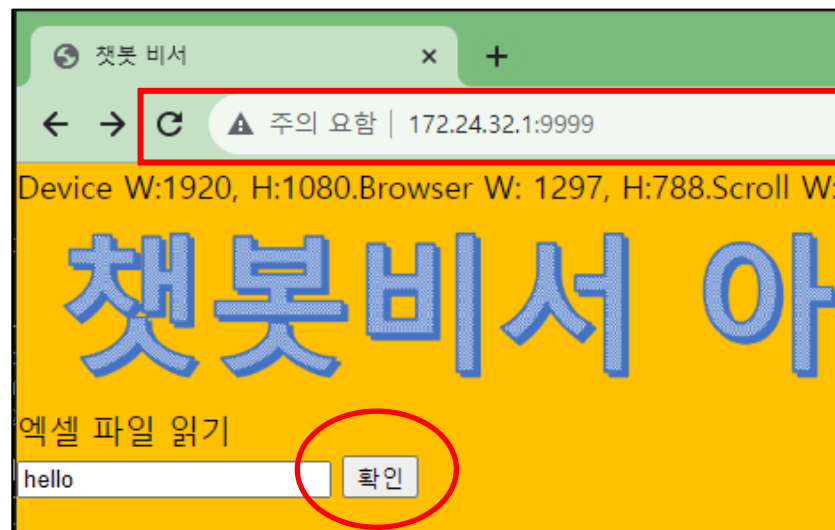 챗봇 비서
주의 요함 172.24.32.1:9999
Device W:1920, H:1080.Browser W: 1297, H:788.Scroll W:
챗봇비서 아
엑셀 파일 읽기
hello 확인